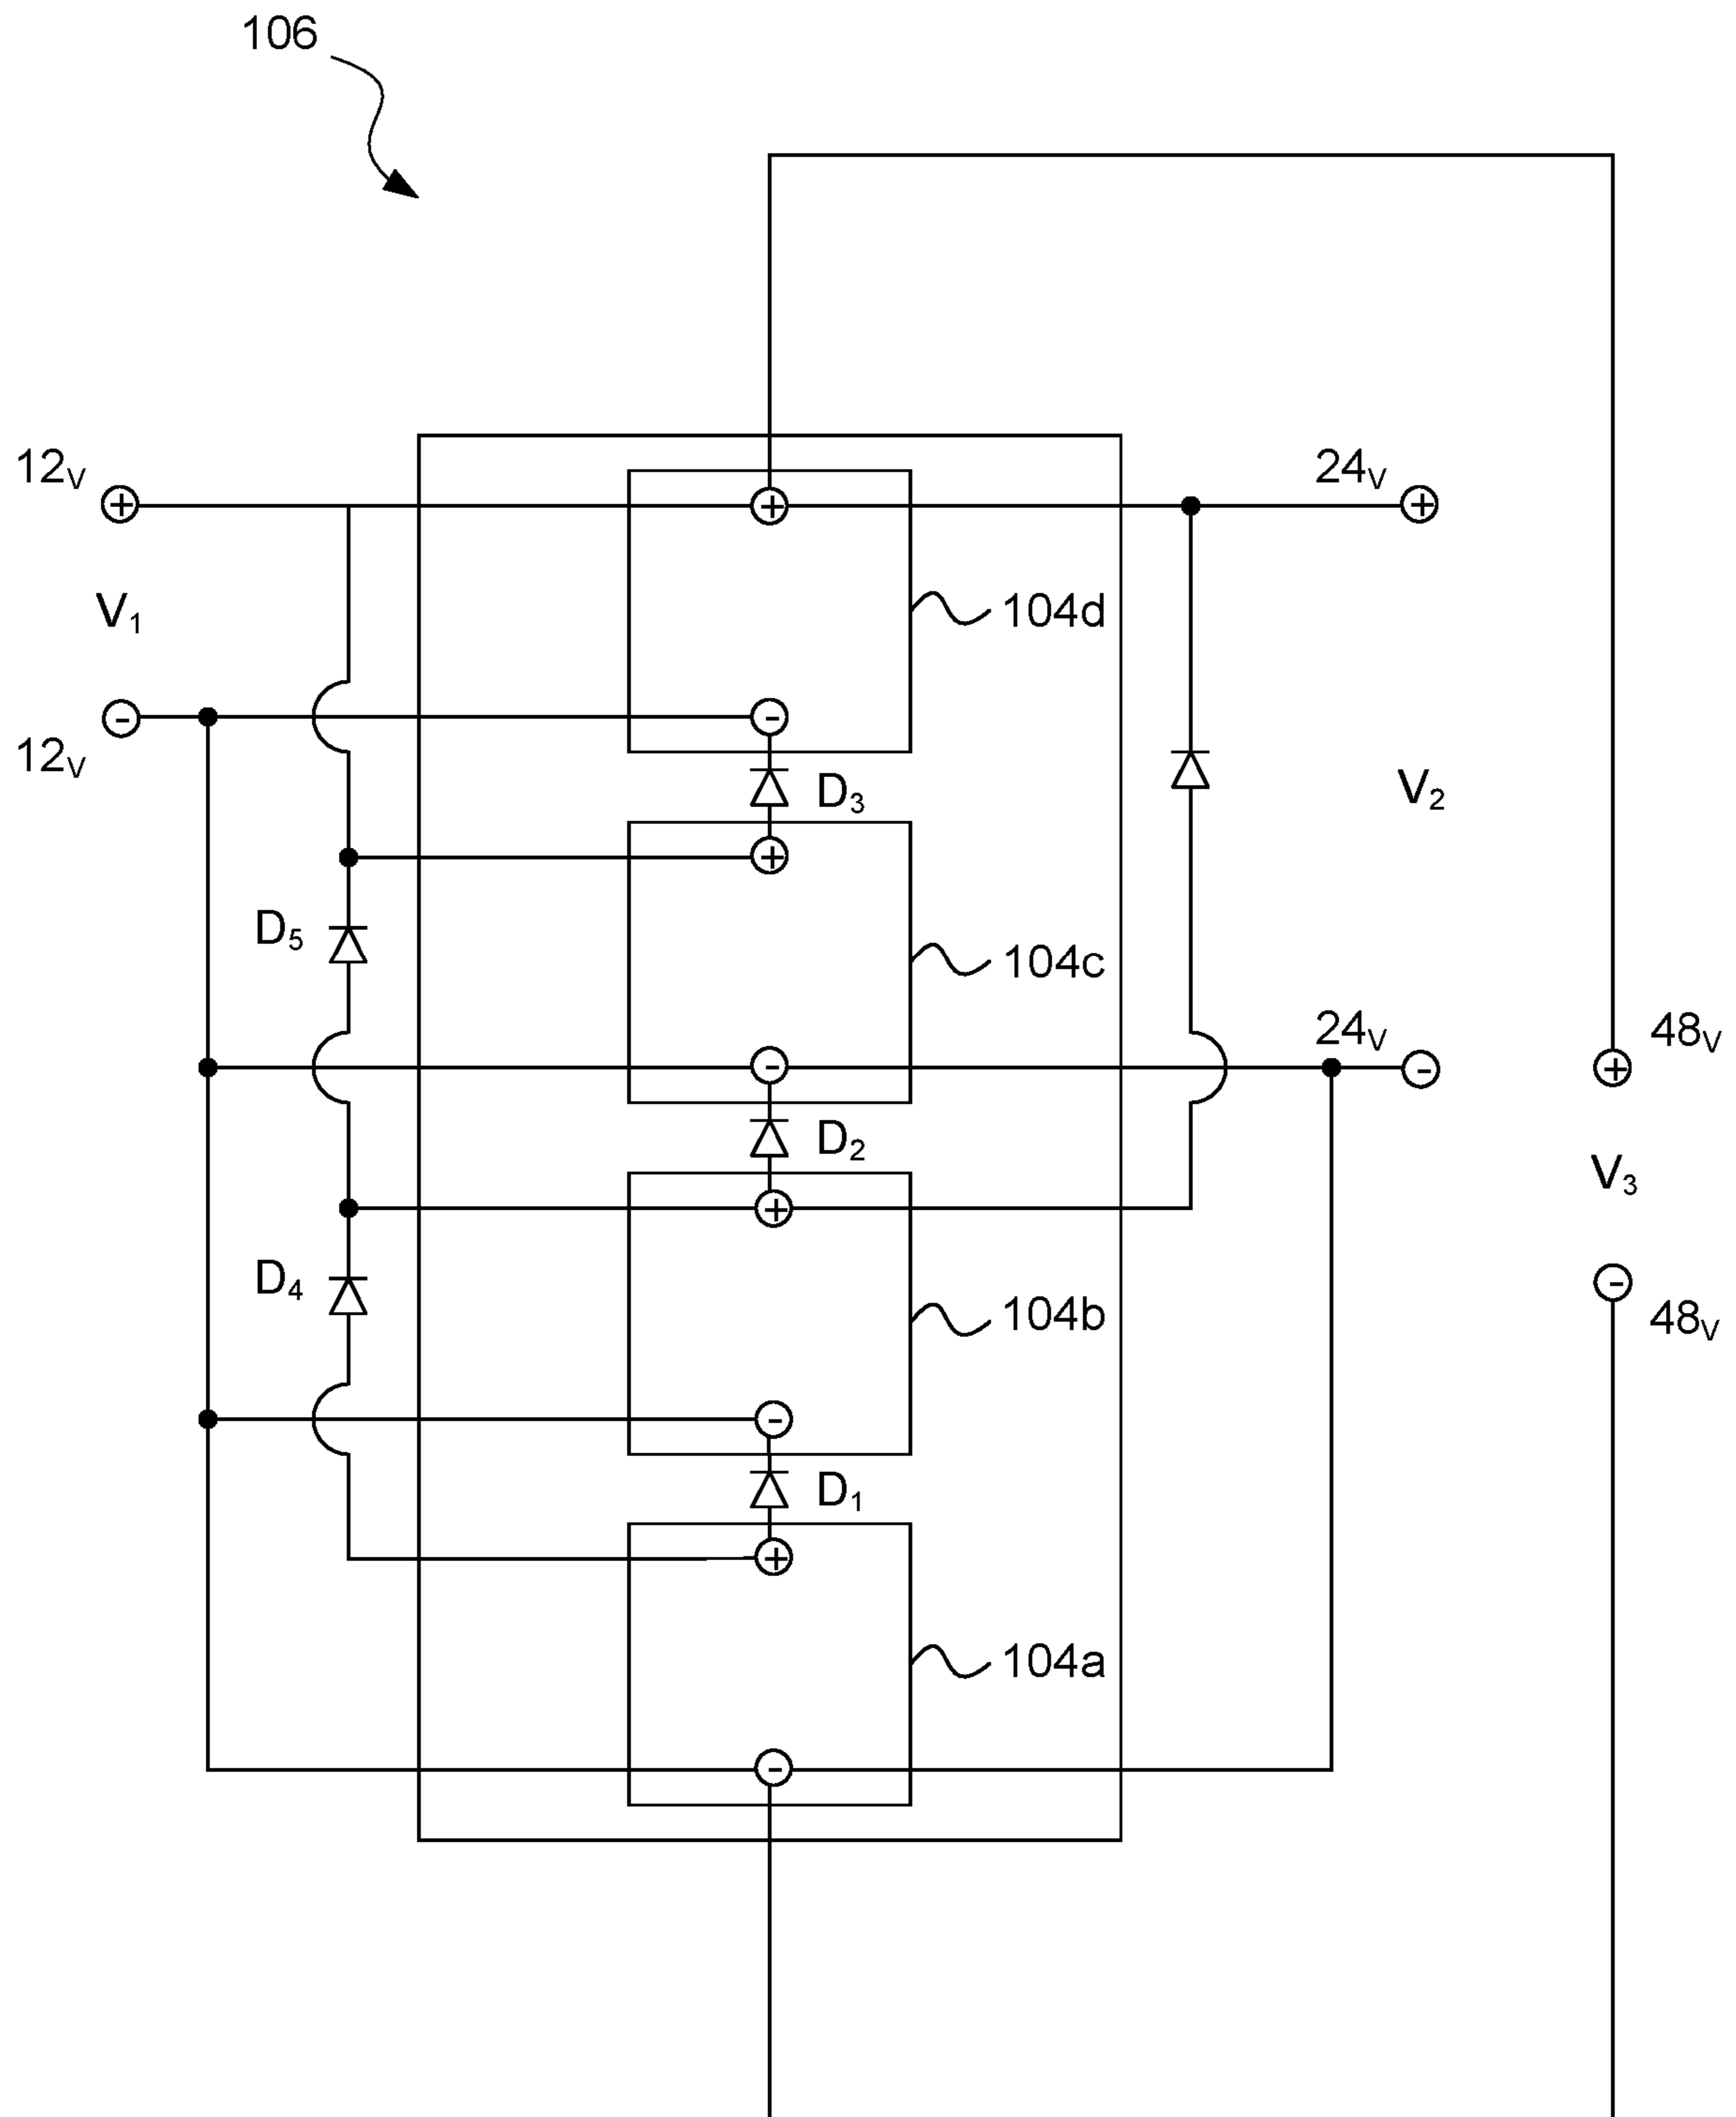 106
12V
+
+
24V
+
V1
104d
-
12V
-
D3
V2
+
D5
104c
24V
-
-
48V
+
D2
V3
+
D4
104b
-
48V
-
D1
+
104a
-